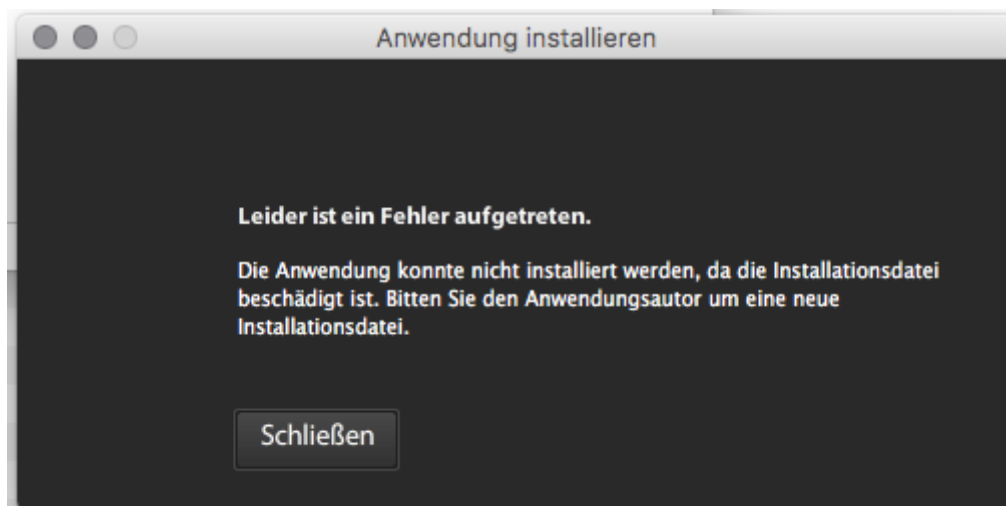 Anwendung installieren
Leider ist ein Fehler aufgetreten.
Die Anwendung konnte nicht installiert werden, da die Installationsdatei
beschädigt ist. Bitten Sie den Anwendungsautor um eine neue
Installationsdatei.
Schließen